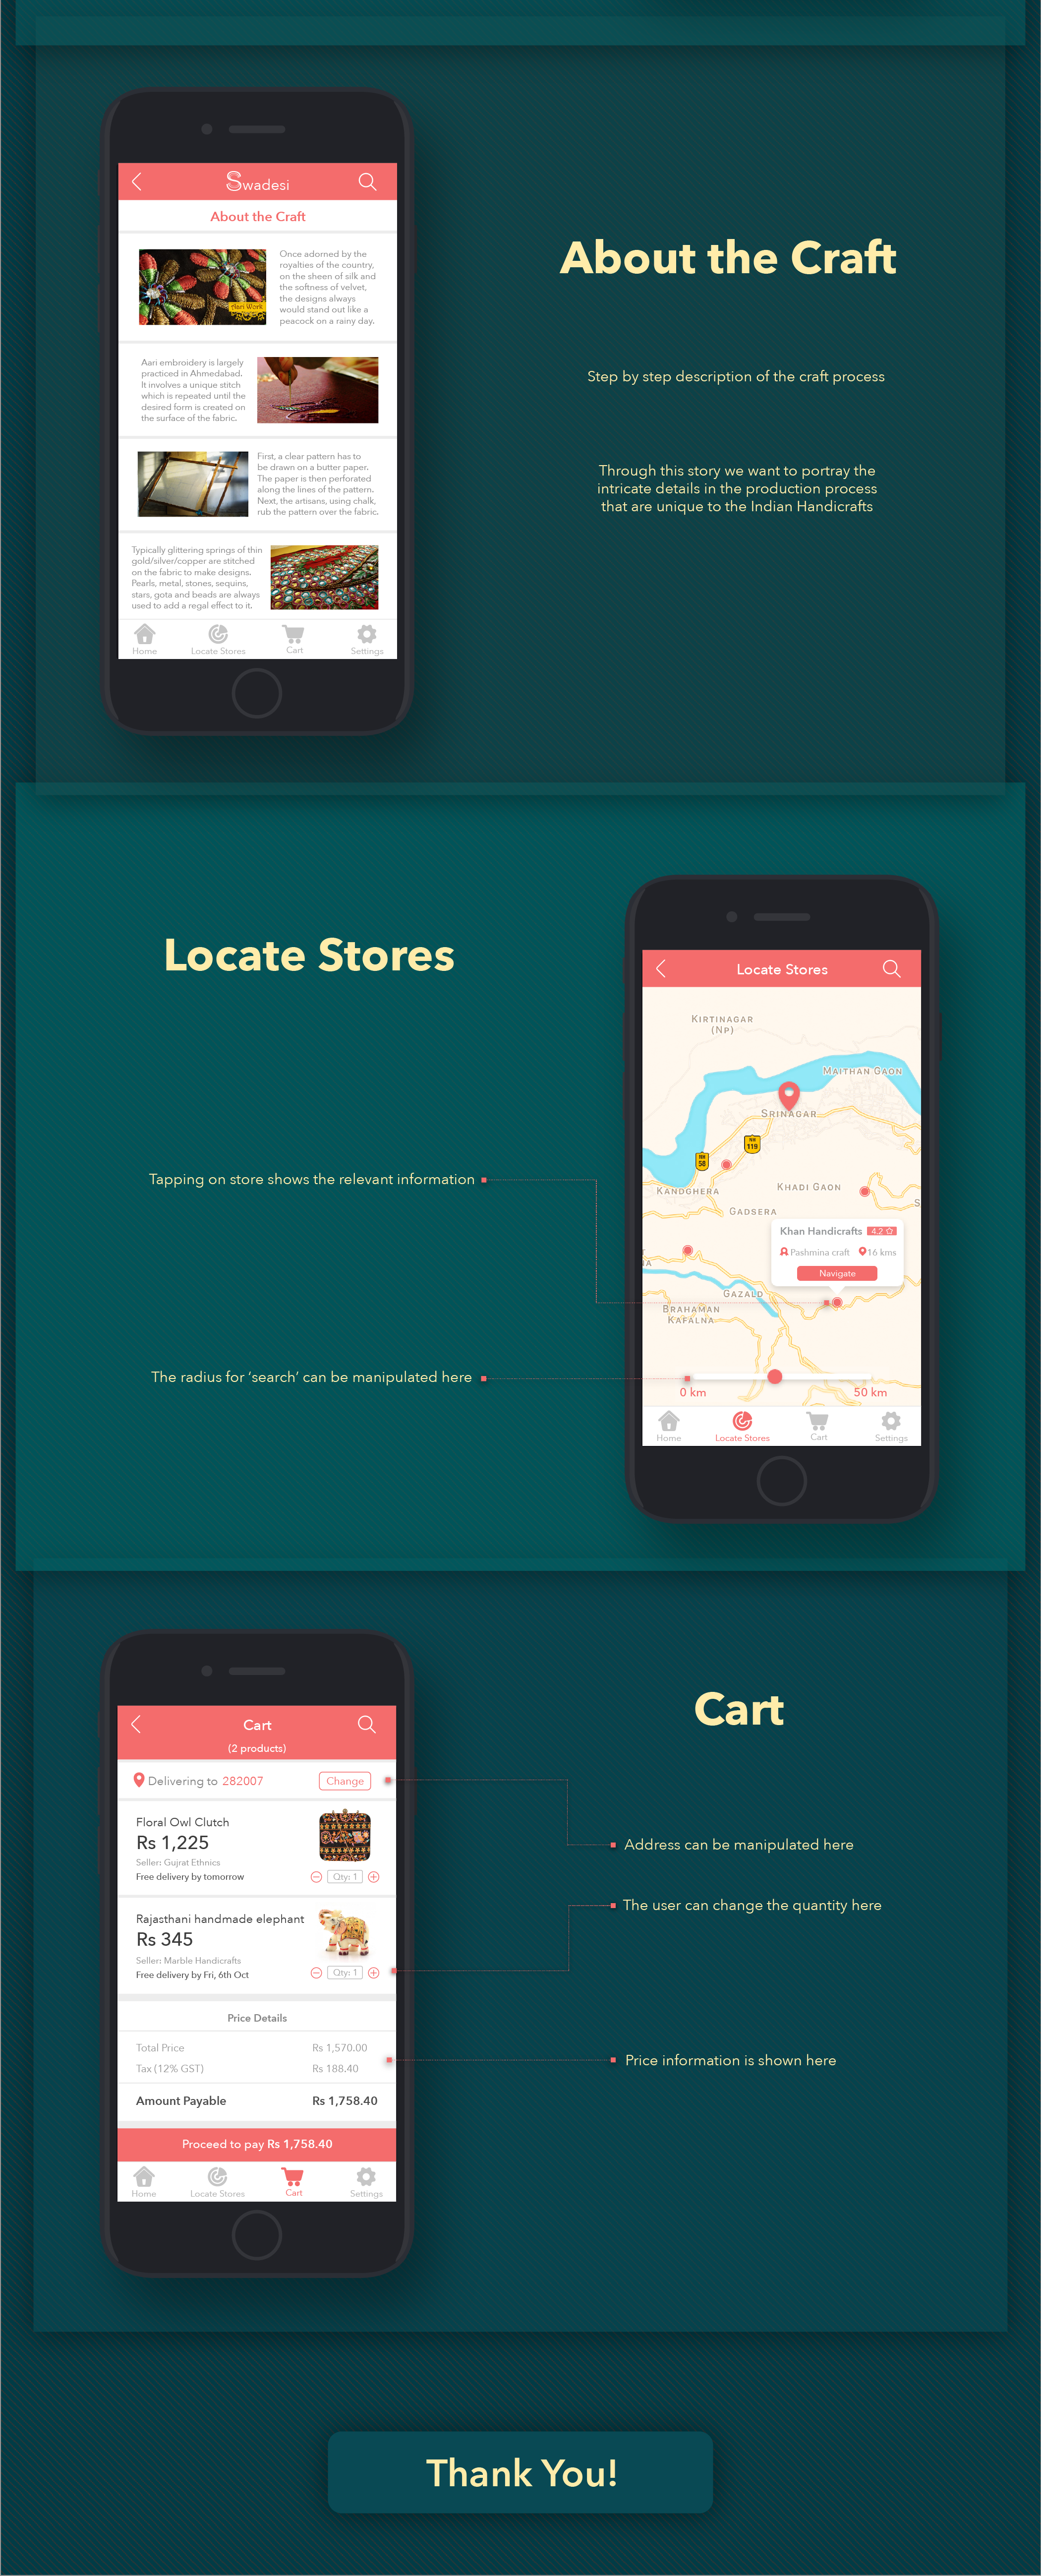 Swadesi
About the Craft
Once adorned by the
royalties of the country,
on the sheen of silk and
the softness of velvet,
the designs always
would stand out like a
peacock on a rainy day.
Aari Work
Aari embroidery is largely
practiced in Ahmedabad.
It involves a unique stitch
which is repeated until the
desired form is created on
the surface of the fabric.
First, a clear pattern has to
be drawn on a butter paper.
The paper is then perforated
along the lines of the pattern.
Next, the artisans, using chalk,
rub the pattern over the fabric.
Typically glittering springs of thin
gold/silver/copper are stitched
on the fabric to make designs.
Pearls, metal, stones, sequins,
stars, gota and beads are always
used to add a regal effect to it.
Home
Locate Stores
Cart
Settings
About the Craft
Step by step description of the craft process
Through this story we want to portray the
intricate details in the production process
that are unique to the Indian Handicrafts
Locate Stores
Tapping on store shows the relevant information
The radius for ‘search’ can be manipulated here
Locate Stores
KIRTINAGAR
(NP)
MAITHAN GAON
SRINAGAR
NH
119
NH
58
KANDGHERA
KHADI GAON
S
GADSERA
Khan Handicrafts 4.2
Pashmina craft 16 kms
Navigate
A
GAZALD
BRAHAMAN
KAFALNA
0 km
50 km
Home
Locate Stores
Cart
Settings
Cart
(2 products)
Delivering to 282007
Change
Floral Owl Clutch
Rs 1,225
Seller: Gujrat Ethnics
Free delivery by tomorrow
Qty: 1
Rajasthani handmade elephant
Rs 345
Seller: Marble Handicrafts
Free delivery by Fri, 6th Oct
Qty: 1
Price Details
Total Price Rs 1,570.00
Tax (12% GST) Rs 188.40
Amount Payable Rs 1,758.40
Proceed to pay Rs 1,758.40
Home
Locate Stores
Cart
Settings
Cart
Address can be manipulated here
The user can change the quantity here
Price information is shown here
Thank You!